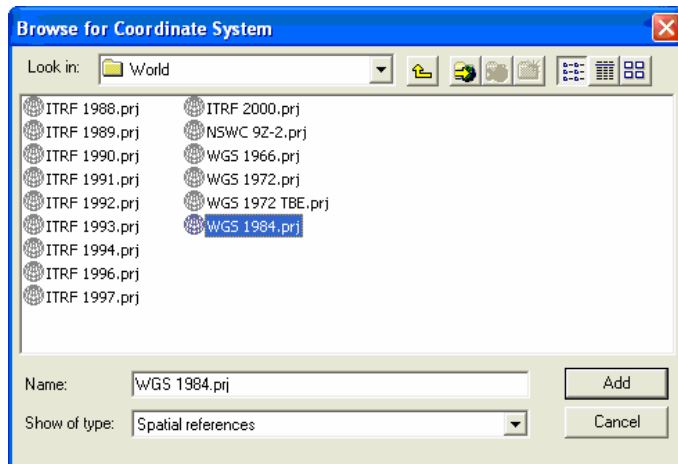 Browse for Coordinate System
Look in: World
ITRF 1988.prj
ITRF 1989.prj
ITRF 1990.prj
ITRF 1991.prj
ITRF 1992.prj
ITRF 1993.prj
ITRF 1994.prj
ITRF 1996.prj
ITRF 1997.prj
ITRF 2000.prj
NSWC 9Z-2.prj
WGS 1966.prj
WGS 1972.prj
WGS 1972 TBE.prj
WGS 1984.prj
Name: WGS 1984.prj Add
Show of type: Spatial references Cancel